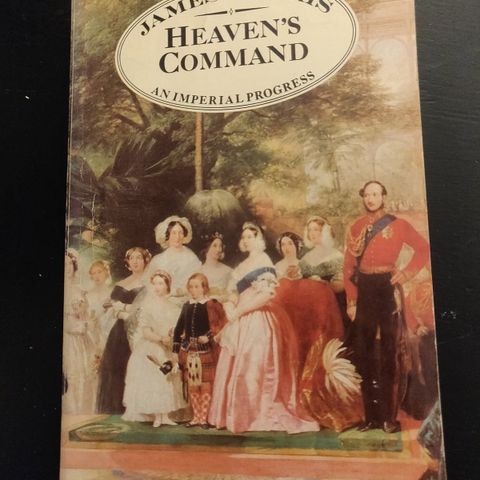 JAMES
HEAVEN'S
COMMAND
AN IMPERIAL PROGRESS